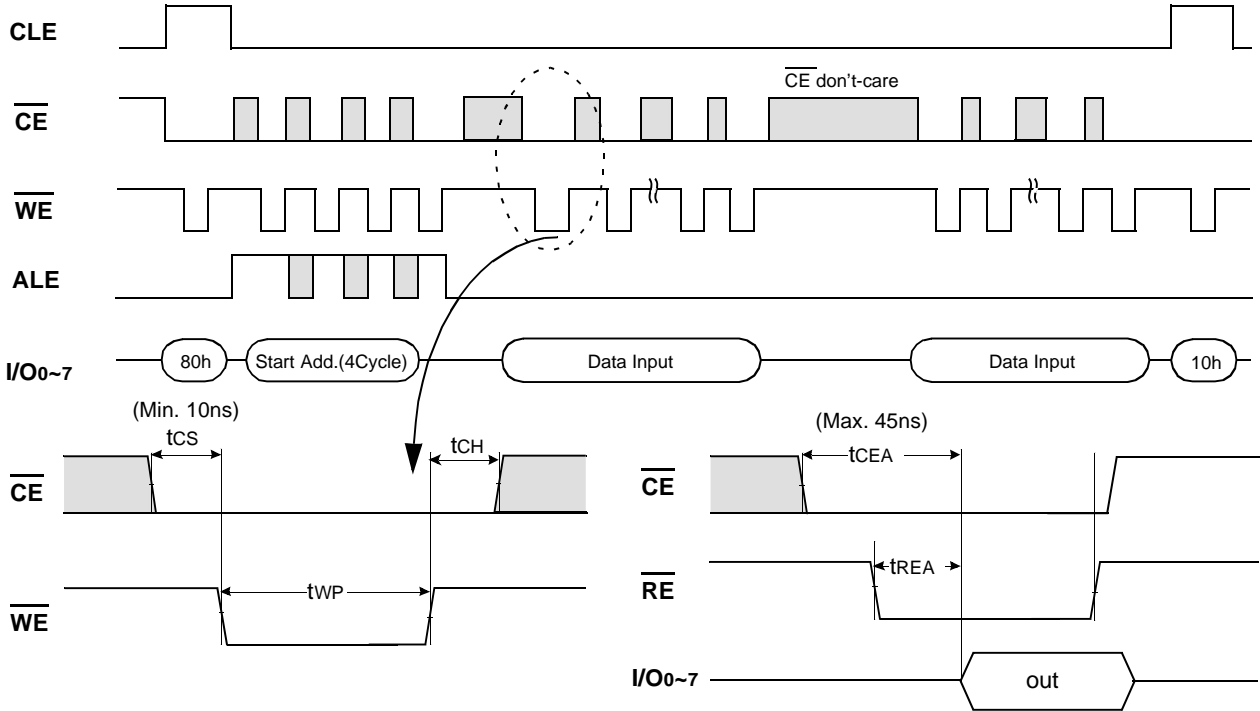 CLE
CE don't-care
CE
WE
ALE
I/O0~7
80h
Start Add.(4Cycle)
Data Input
Data Input
10h
(Min. 10ns)
tCS
tCH
CE
tWP
WE
(Max. 45ns)
tCEA
CE
tREA
RE
I/O0~7
out